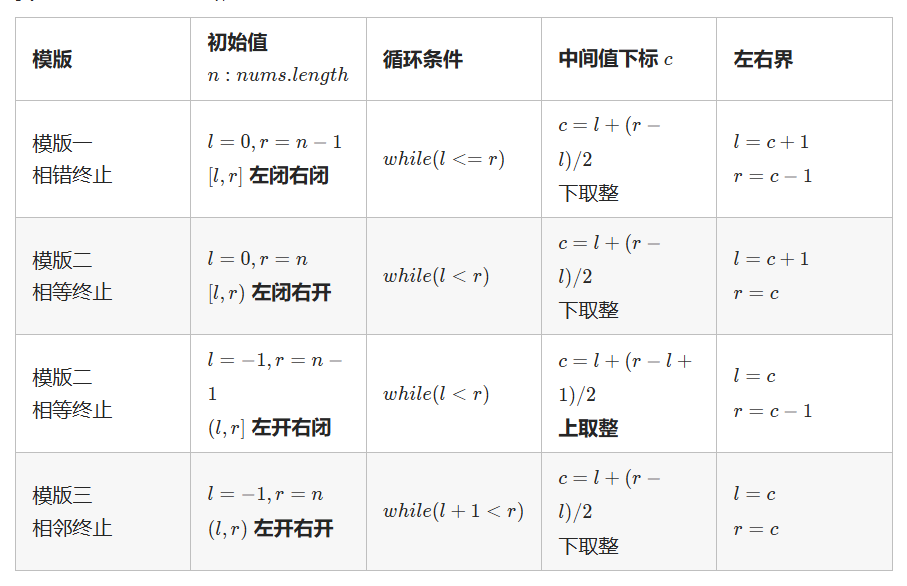 模版
初始值
n : nums.length
循环条件
中间值下标 c
左右界
模版一
相错终止
l = 0, r = n − 1
[l, r] 左闭右闭
while(l <= r)
c = l + (r −
l)/2
下取整
l = c + 1
r = c − 1
模版二
相等终止
l = 0, r = n
[l, r) 左闭右开
while(l < r)
c = l + (r −
l)/2
下取整
l = c + 1
r = c
模版二
相等终止
l = −1, r = n −
1
(l, r] 左开右闭
while(l < r)
c = l + (r − l +
1)/2
上取整
l = c
r = c − 1
模版三
相邻终止
l = −1, r = n
(l, r) 左开右开
while(l + 1 < r)
c = l + (r −
l)/2
下取整
l = c
r = c